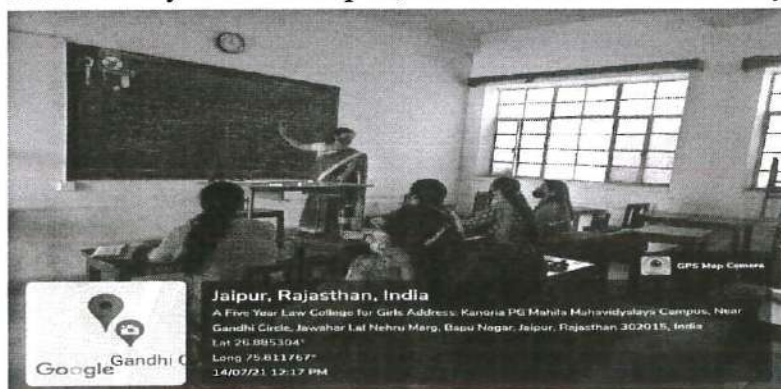 GPS Map Camera
Jaipur, Rajasthan, India
A Five Year Law College for Girls Address: Kanoria PG Mahila Mahavidyalaya Campus, Near
Gandhi Circle, Jawahar Lal Nehru Marg, Bapu Nagar, Jaipur, Rajasthan 302015, India
Lat 26.885304°
Long 75.811767°
14/07/21 12:17 PM
Google
Gandhi C